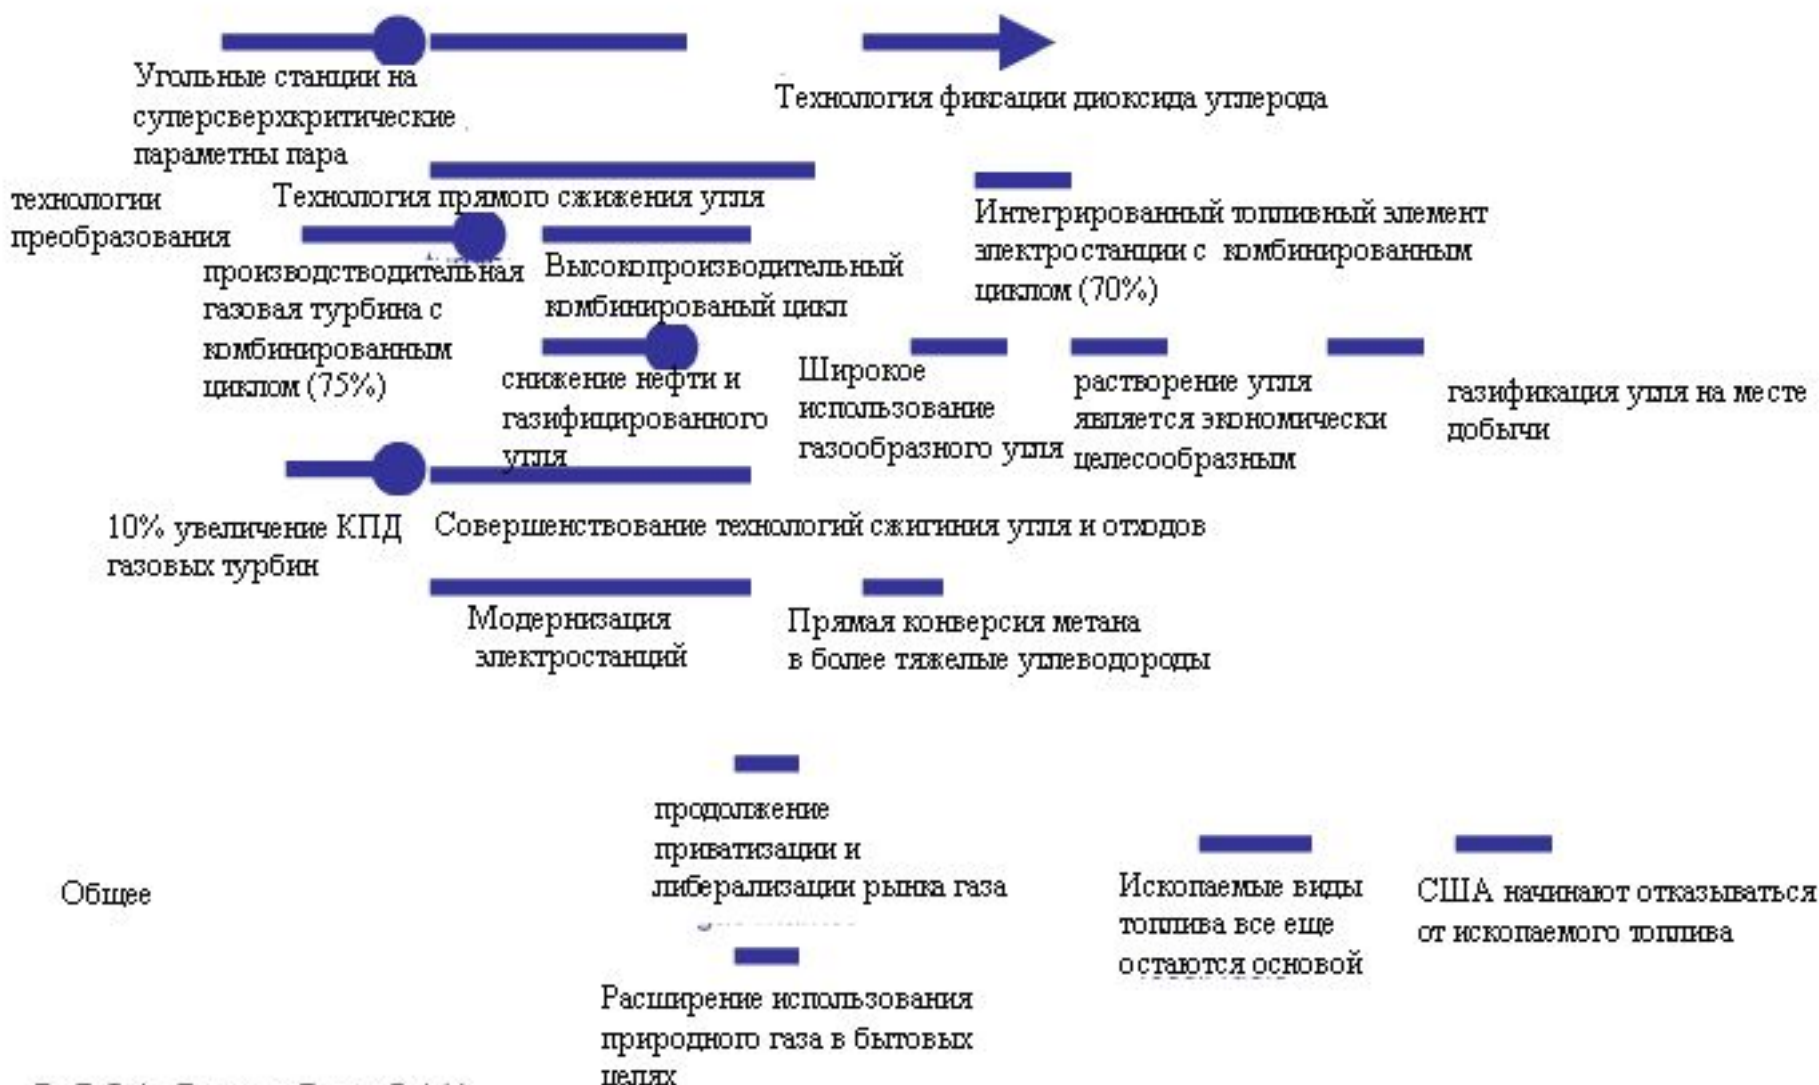 Угольные станции на
суперсверхкритические
параметны пара
Технология фиксации диоксида углерода
технологии
преобразования
Технология прямого сжижения угля
Интегрированный топливный элемент
электростанции с комбинированным
циклом (70%)
производстводительная
газовая турбина с
комбинированным
циклом (75%)
Высокопроизводительный
комбинированый цикл
снижение нефти и
газифицированного
угля
Широкое
использование
газообразного угля
растворение угля
является экономически
целесообразным
газификация угля на месте
добычи
10% увеличение КПД
газовых турбин
Совершенствование технологий сжигиния угля и отходов
Модернизация
электростанций
Прямая конверсия метана
в более тяжелые углеводороды
Общее
продолжение
приватизации и
либерализации рынка газа
Ископаемые виды
топлива все еще
остаются основой
США начинают отказываться
от ископаемого топлива
Расширение использования
природного газа в бытовых
целях